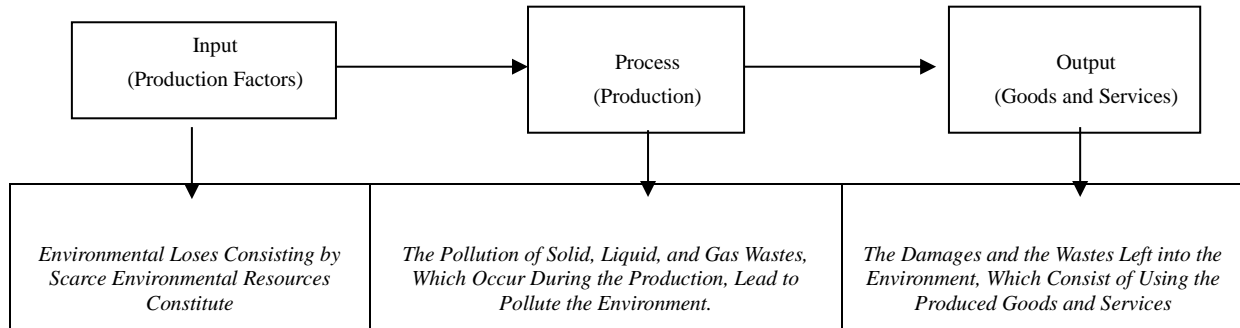 Input
(Production Factors)
Process
(Production)
Output
(Goods and Services)
Environmental Loses Consisting by
Scarce Environmental Resources
Constitute
The Pollution of Solid, Liquid, and Gas Wastes,
Which Occur During the Production, Lead to
Pollute the Environment.
The Damages and the Wastes Left into the
Environment, Which Consist of Using the
Produced Goods and Services